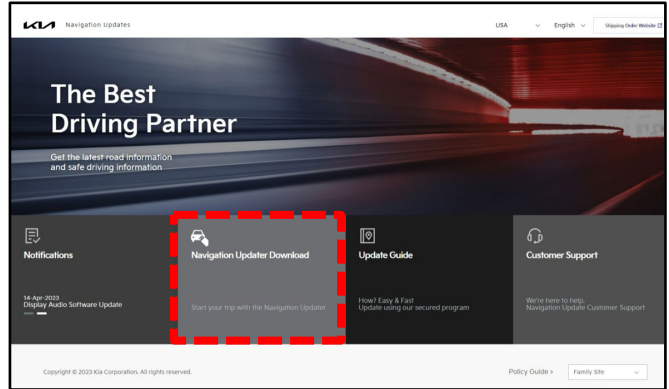 KIA Navigation Updates
USA English Shipping Order Website
The Best
Driving Partner
Get the latest road information
and safe driving information
Notifications
14-Apr-2023
Display Audio Software Update
Navigation Updater Download
Start your trip with the Navigation Updater
Update Guide
How? Easy & Fast
Update using our secured program
Customer Support
We're here to help.
Navigation Update Customer Support
Copyright © 2023 Kia Corporation. All rights reserved.
Policy Guide >
Family Site